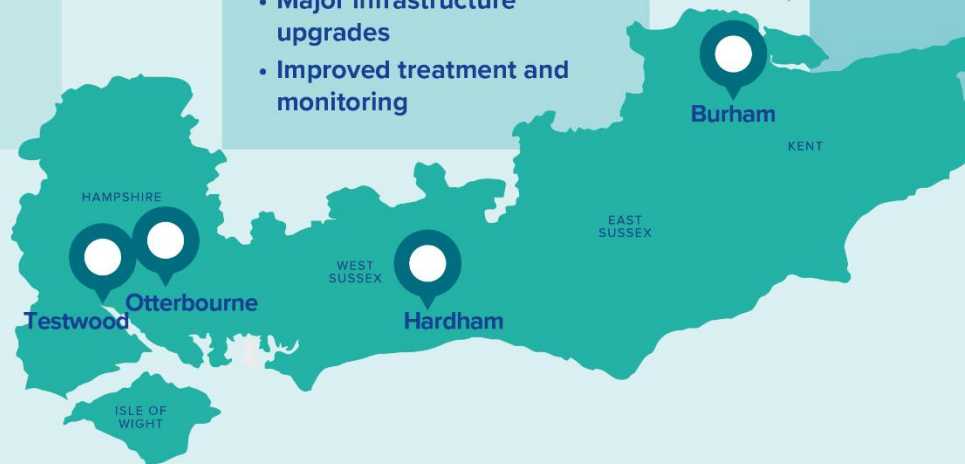 • Major infrastructure
upgrades
• Improved treatment and
monitoring
Burham
KENT
HAMPSHIRE
EAST
SUSSEX
WEST
SUSSEX
Otterbourne
Testwood
Hardham
ISLE OF
WIGHT